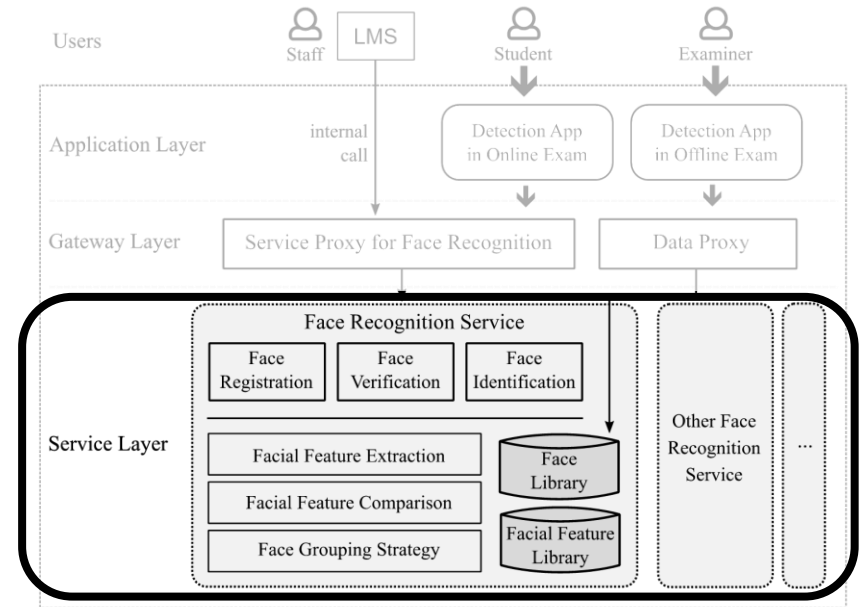 Users
Staff
LMS
Student
Examiner
Application Layer
internal
call
Detection App
in Online Exam
Detection App
in Offline Exam
Gateway Layer
Service Proxy for Face Recognition
Data Proxy
Service Layer
Face Recognition Service
Face
Registration
Face
Verification
Face
Identification
Facial Feature Extraction
Facial Feature Comparison
Face Grouping Strategy
Face
Library
Facial Feature
Library
Other Face
Recognition
Service
...